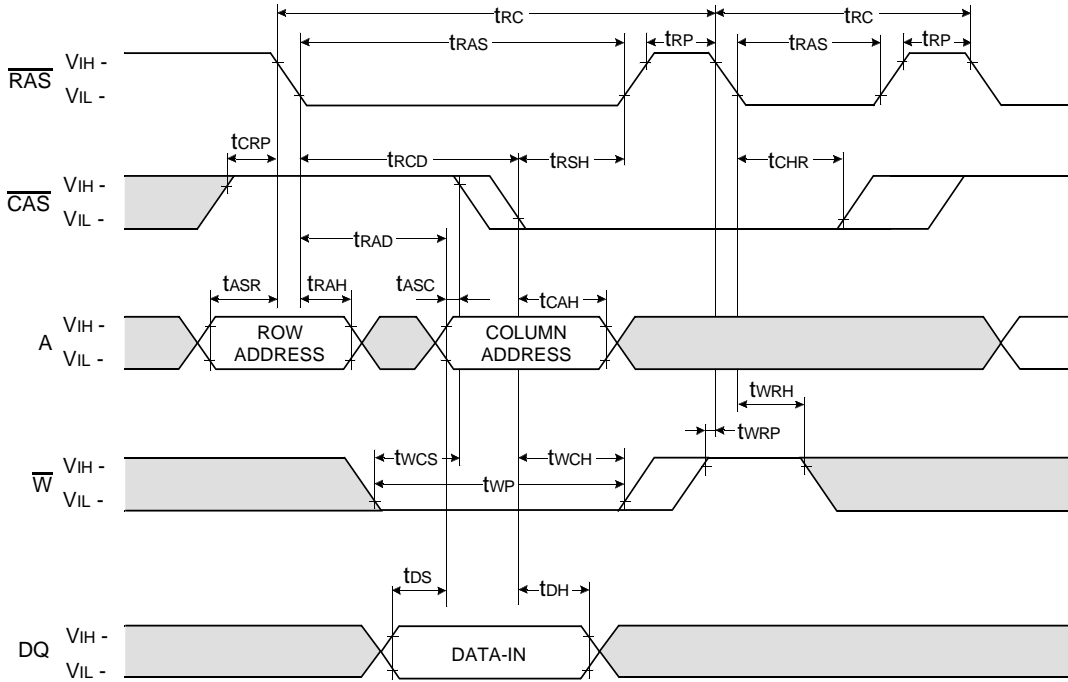 tRC tRC
tRAS tRP tRAS tRP
RAS VIH -
VIL -
tCRP tRCD tRSH tCHR
CAS VIH -
VIL -
tRAD
tASR tRAH tASC tCAH
A VIH -
VIL -
ROW ADDRESS
COLUMN ADDRESS
tWRH
tWRP
tWCS tWCH
W VIH -
VIL -
tWP
tDS tDH
DQ VIH -
VIL -
DATA-IN